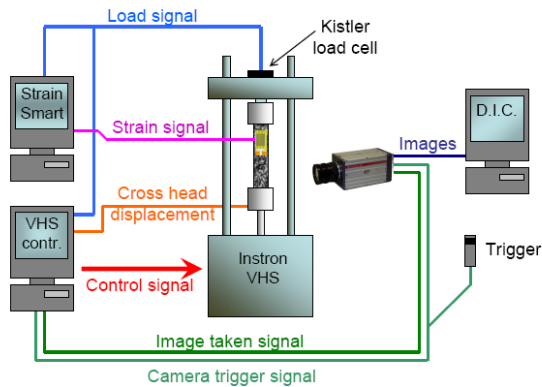 Load signal
Kistler
load cell
Strain
Smart
D.I.C.
Strain signal
Images
Cross head
displacement
VHS
contr.
Instron
VHS
Trigger
Control signal
Image taken signal
Camera trigger signal